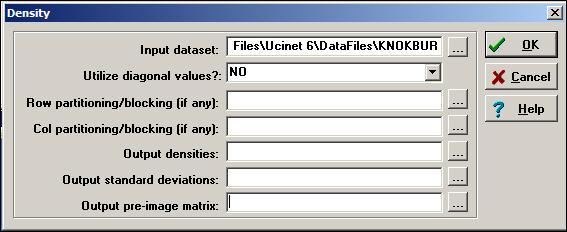 Density
Input dataset: Files\Ucinet 6\DataFiles\KNOKBUR ...
Utilize diagonal values?: NO
Row partitioning/blocking (if any): ...
Col partitioning/blocking (if any): ...
Output densities: ...
Output standard deviations: ...
Output pre-image matrix: ...
OK
Cancel
Help